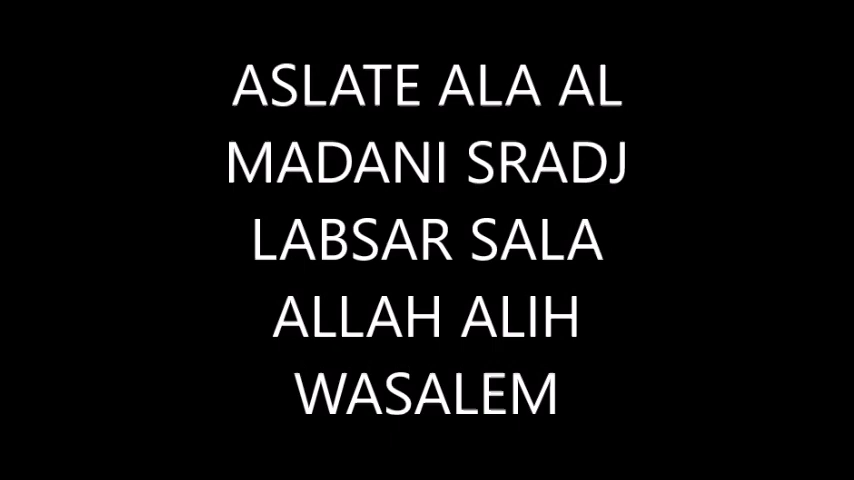 ASLATE ALA AL
MADANI SRADJ
LABSAR SALA
ALLAH ALIH
WASALEM